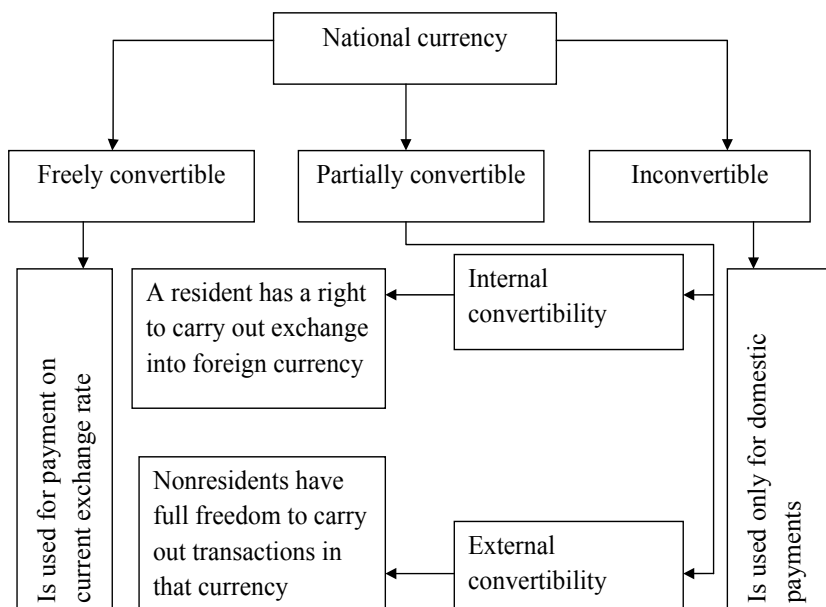 National currency
Freely convertible
Partially convertible
Inconvertible
Is used for payment on
current exchange rate
A resident has a right
to carry out exchange
into foreign currency
Internal
convertibility
Nonresidents have
full freedom to carry
out transactions in
that currency
External
convertibility
Is used only for domestic
payments